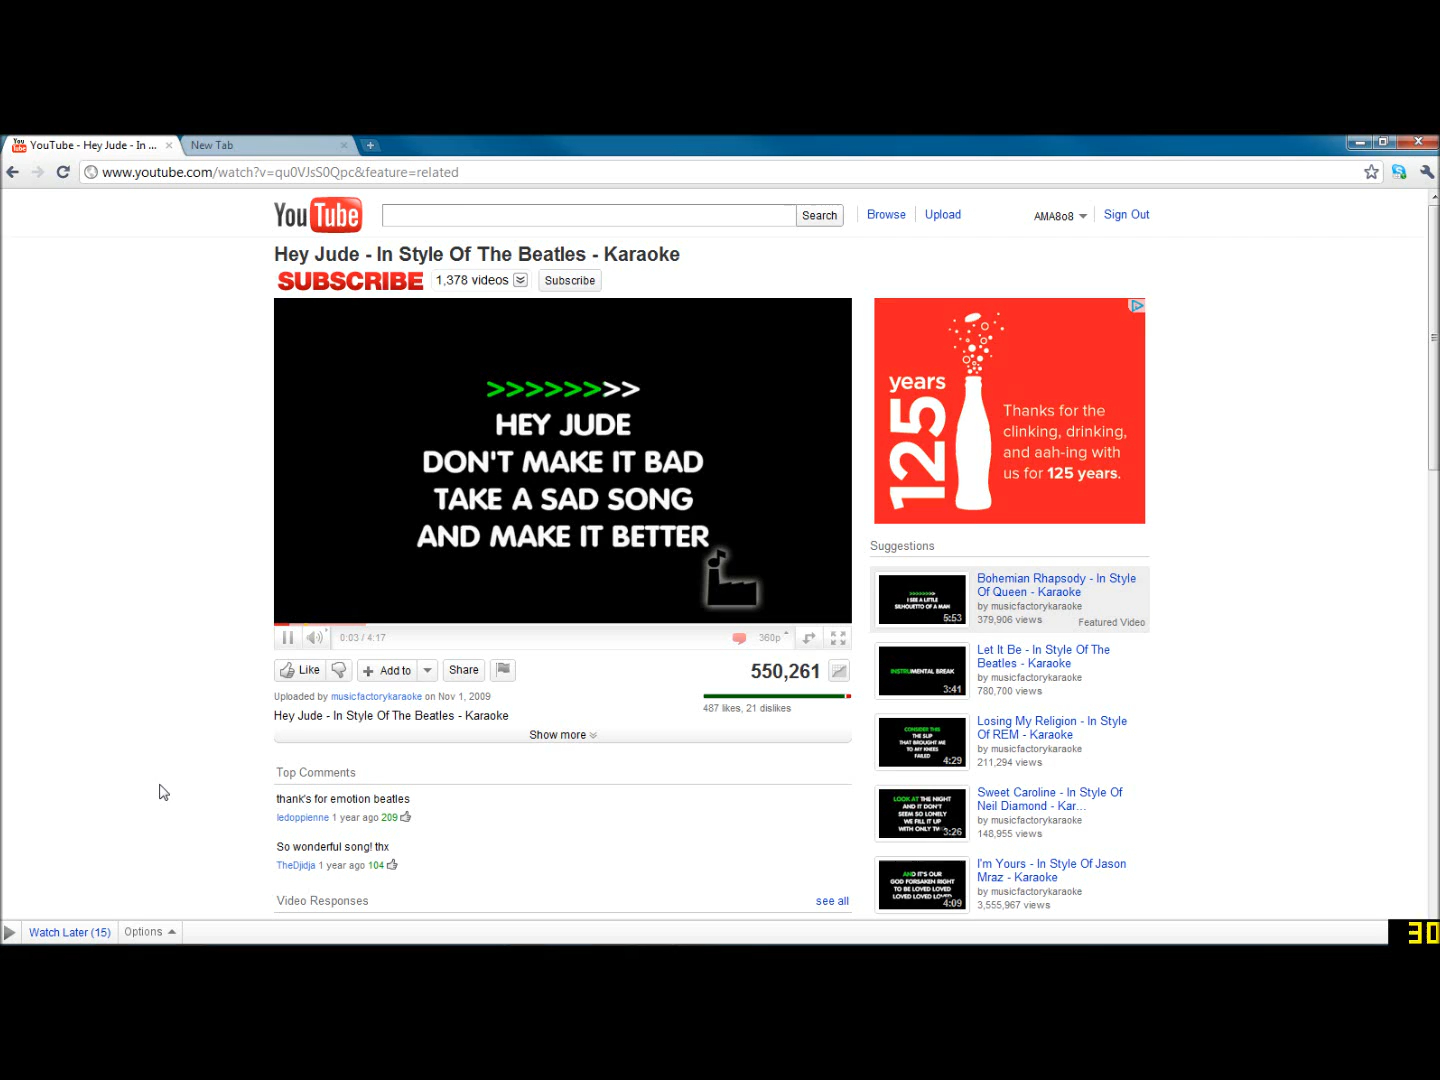 YouTube - Hey Jude - In ...
New Tab
www.youtube.com/watch?v=qu0VJsS0Qpc&feature=related
YouTube
Search
Browse
Upload
AMA8o8
Sign Out
Hey Jude - In Style Of The Beatles - Karaoke
SUBSCRIBE
1,378 videos
Subscribe
>>>>>>>>
HEY JUDE
DON'T MAKE IT BAD
TAKE A SAD SONG
AND MAKE IT BETTER
0:03 / 4:17
360p
Like
Add to
Share
550,261
Uploaded by musicfactorykaraoke on Nov 1, 2009
487 likes, 21 dislikes
Hey Jude - In Style Of The Beatles - Karaoke
Show more
Top Comments
thank's for emotion beatles
ledoppienne 1 year ago 209
So wonderful song! thx
TheDjidja 1 year ago 104
Video Responses
see all
125 years
Thanks for the
clinking, drinking,
and aah-ing with
us for 125 years.
Suggestions
I SEE A LITTLE
SILHOUETTO OF A MAN
5:53
Bohemian Rhapsody - In Style
Of Queen - Karaoke
by musicfactorykaraoke
379,906 views
Featured Video
INSTRUMENTAL BREAK
3:41
Let It Be - In Style Of The
Beatles - Karaoke
by musicfactorykaraoke
780,700 views
CONSIDER THIS
THE SLIP
THAT BROUGHT ME
TO MY KNEES
FAILED
4:29
Losing My Religion - In Style
Of REM - Karaoke
by musicfactorykaraoke
211,294 views
LOOK AT THE NIGHT
AND IT DON'T
SEEM SO LONELY
WE FILL IT UP
WITH ONLY
3:26
Sweet Caroline - In Style Of
Neil Diamond - Kar...
by musicfactorykaraoke
148,955 views
AND IT'S OUR
GOD FORSAKEN RIGHT
TO BE LOVED LOVED
LOVED LOVED LOVED
4:09
I'm Yours - In Style Of Jason
Mraz - Karaoke
by musicfactorykaraoke
3,555,967 views
Watch Later (15)
Options
30